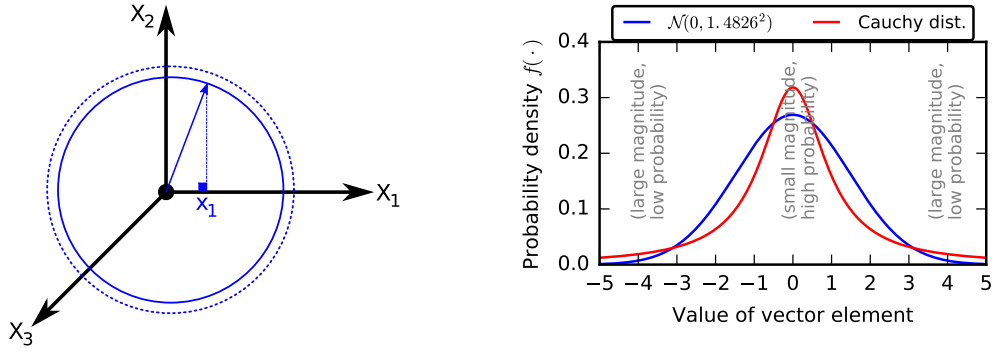 X₂
X₁
x₁
X₃
N(0, 1.4826²)
Cauchy dist.
Probability density f(·)
0.4
0.3
0.2
0.1
0.0
(large magnitude,
low probability)
(small magnitude,
high probability)
(large magnitude,
low probability)
−5 −4 −3 −2 −1 0 1 2 3 4 5
Value of vector element